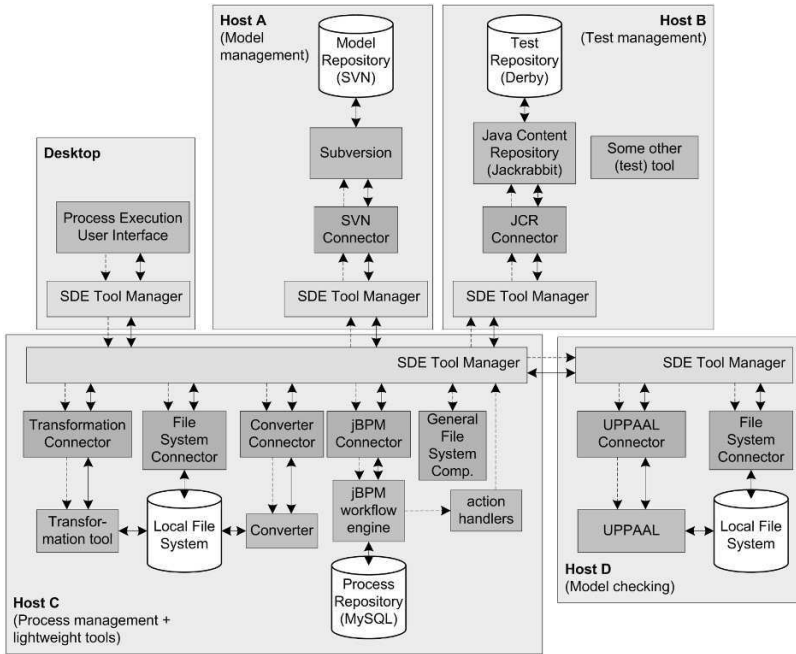 Host A
(Model
management)
Model
Repository
(SVN)
Subversion
SVN
Connector
SDE Tool Manager
Host B
(Test management)
Test
Repository
(Derby)
Java Content
Repository
(Jackrabbit)
Some other
(test) tool
JCR
Connector
SDE Tool Manager
Desktop
Process Execution
User Interface
SDE Tool Manager
SDE Tool Manager
Transformation
Connector
File
System
Connector
Converter
Connector
jBPM
Connector
General
File
System
Comp.
Transfor-
mation tool
Local File
System
Converter
jBPM
workflow
engine
action
handlers
Process
Repository
(MySQL)
Host C
(Process management +
lightweight tools)
SDE Tool Manager
UPPAAL
Connector
File
System
Connector
UPPAAL
Local File
System
Host D
(Model checking)